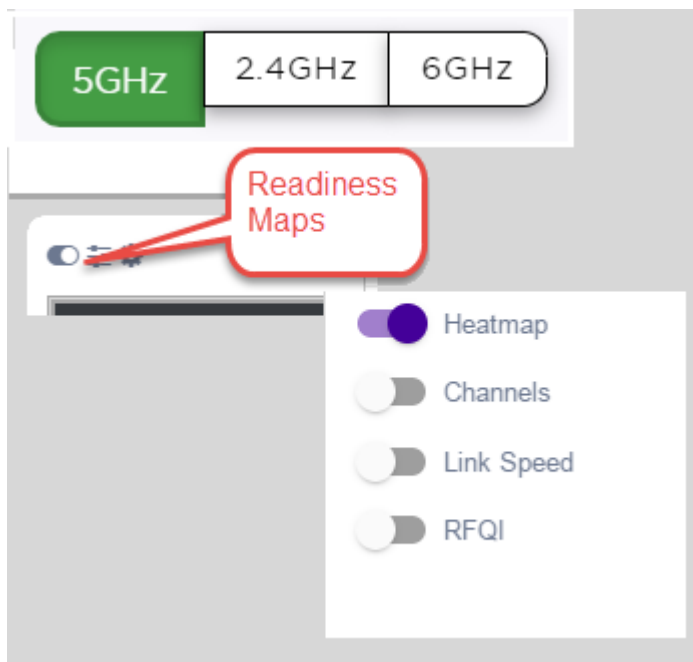 5GHz 2.4GHz 6GHz
Readiness
Maps
Heatmap
Channels
Link Speed
RFQI